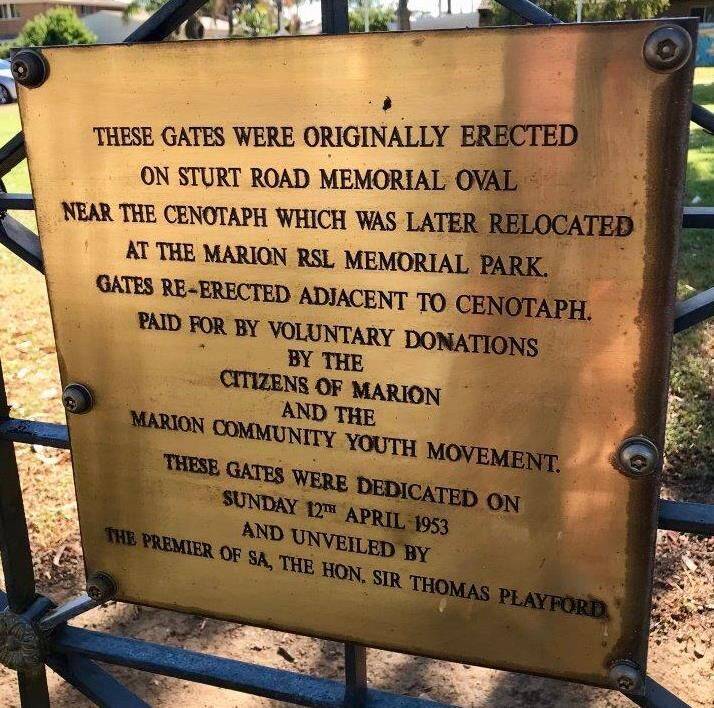 THESE GATES WERE ORIGINALLY ERECTED
ON STURT ROAD MEMORIAL OVAL
NEAR THE CENOTAPH WHICH WAS LATER RELOCATED
AT THE MARION RSL MEMORIAL PARK.
GATES RE-ERECTED ADJACENT TO CENOTAPH.
PAID FOR BY VOLUNTARY DONATIONS
BY THE
CITIZENS OF MARION
AND THE
MARION COMMUNITY YOUTH MOVEMENT.
THESE GATES WERE DEDICATED ON
SUNDAY 12TH APRIL 1953
AND UNVEILED BY
THE PREMIER OF SA, THE HON. SIR THOMAS PLAYFORD